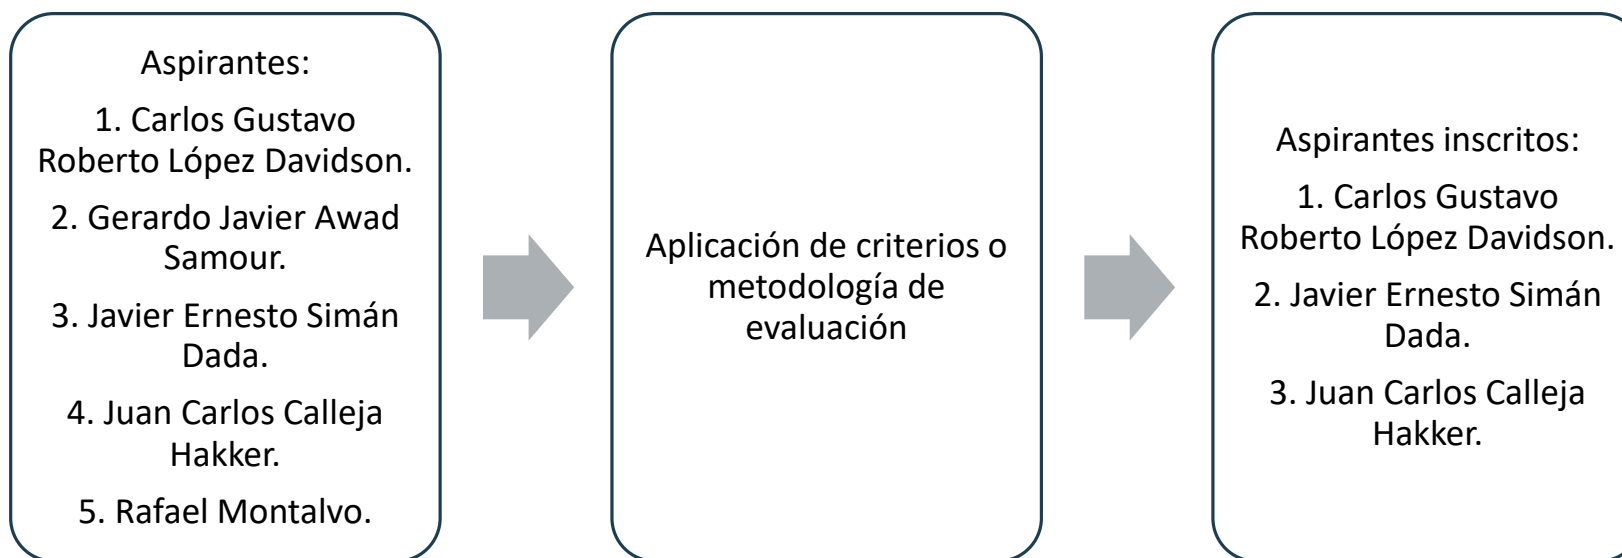 Aspirantes:
1. Carlos Gustavo
Roberto López Davidson.
2. Gerardo Javier Awad
Samour.
3. Javier Ernesto Simán
Dada.
4. Juan Carlos Calleja
Hakker.
5. Rafael Montalvo.
Aplicación de criterios o
metodología de
evaluación
Aspirantes inscritos:
1. Carlos Gustavo
Roberto López Davidson.
2. Javier Ernesto Simán
Dada.
3. Juan Carlos Calleja
Hakker.